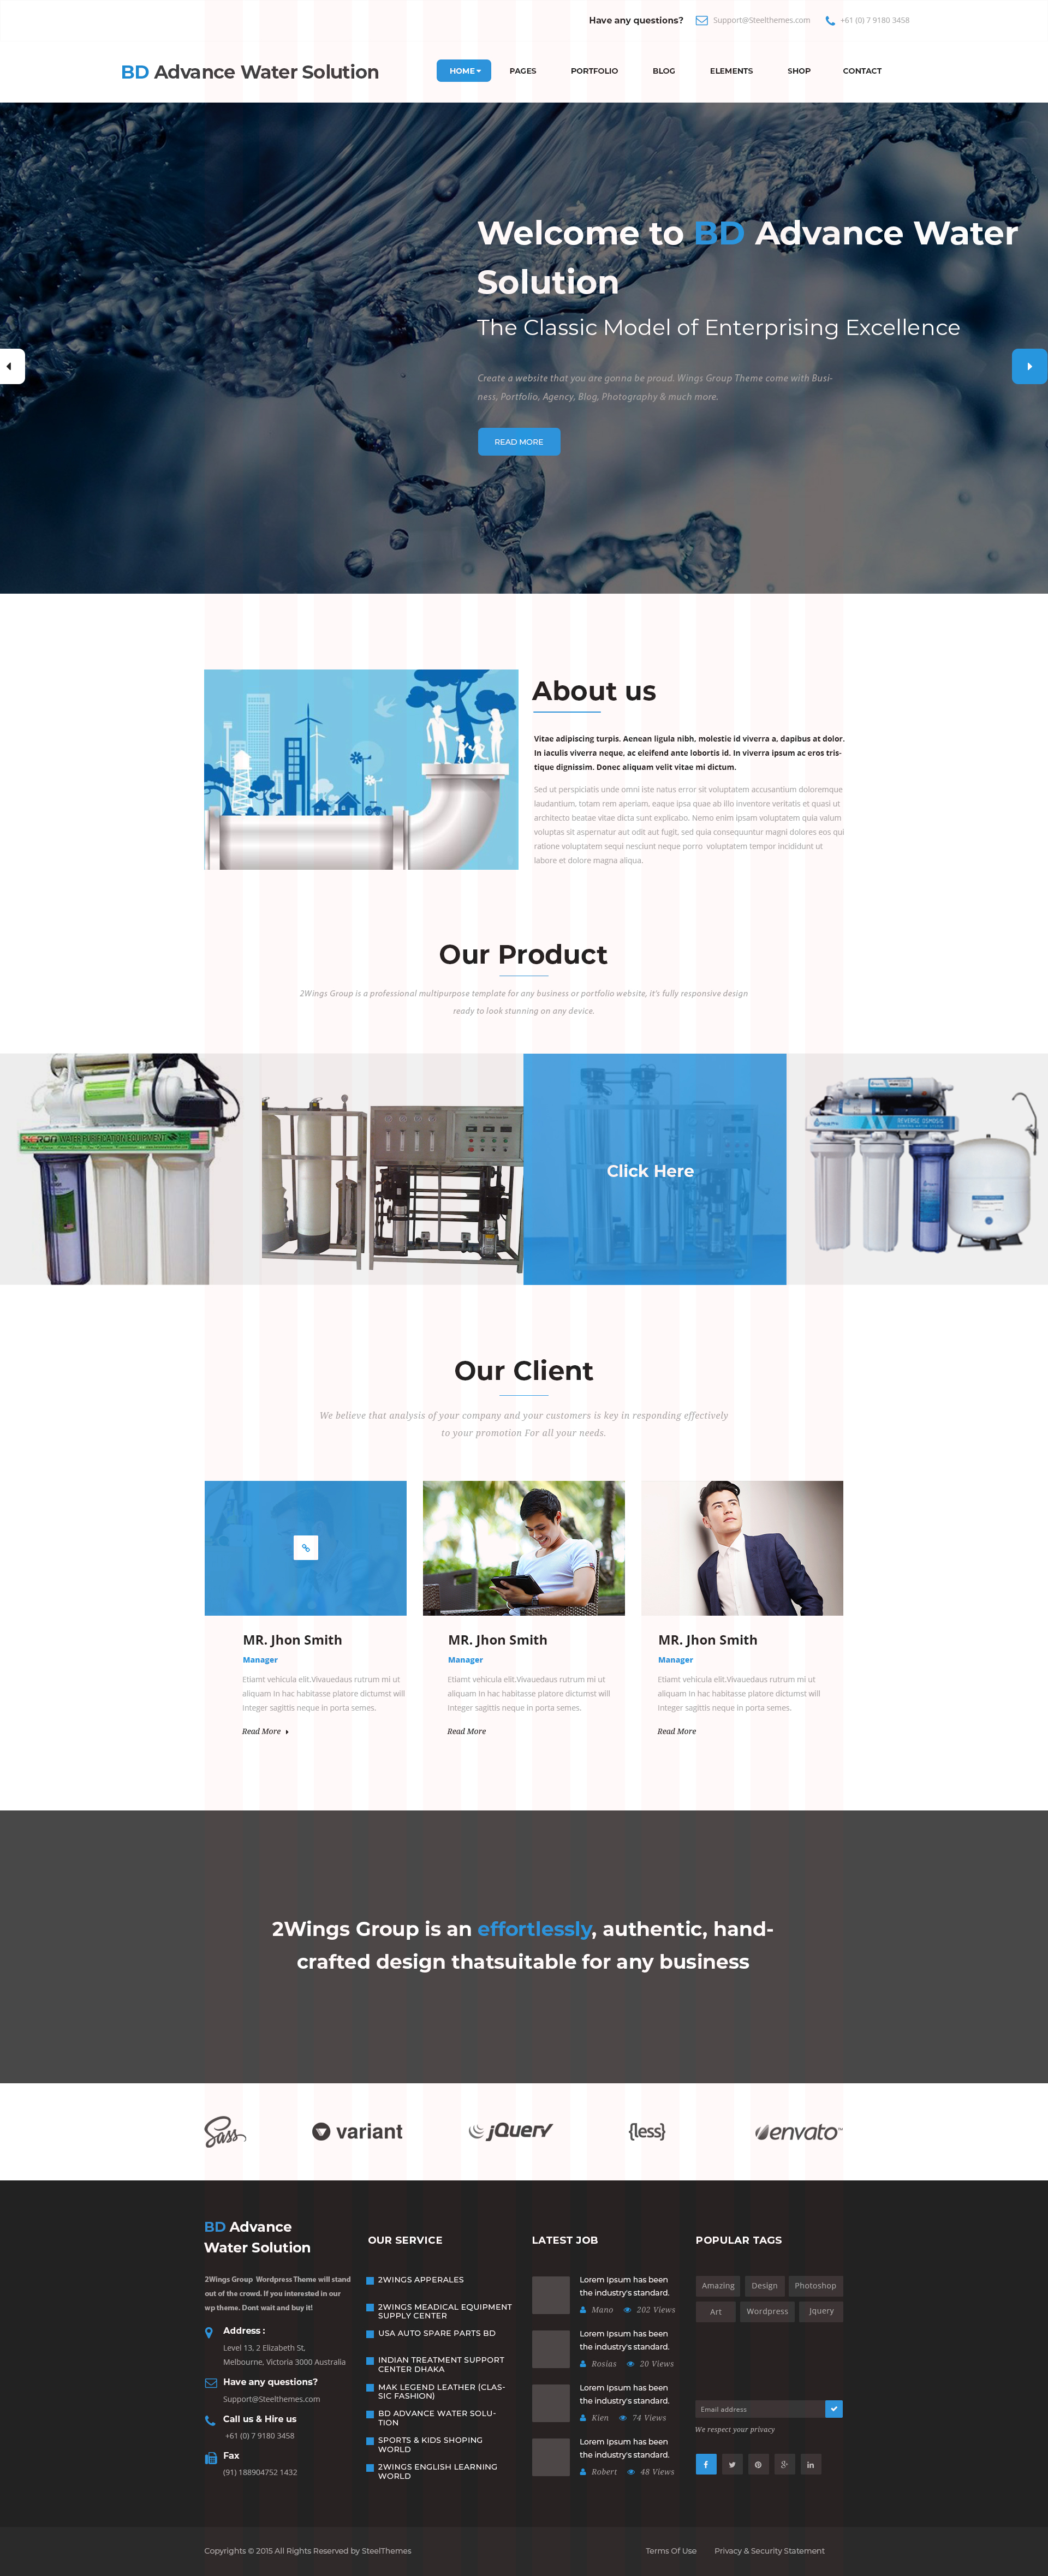 Have any questions? Support@Steelthemes.com +61 (0) 7 9180 3458
BD Advance Water Solution
HOME PAGES PORTFOLIO BLOG ELEMENTS SHOP CONTACT
Welcome to BD Advance Water
Solution
The Classic Model of Enterprising Excellence
Create a website that you are gonna be proud. Wings Group Theme come with Busi-
ness, Portfolio, Agency, Blog, Photography & much more.
READ MORE
About us
Vitae adipiscing turpis. Aenean ligula nibh, molestie id viverra a, dapibus at dolor.
In iaculis viverra neque, ac eleifend ante lobortis id. In viverra ipsum ac eros tris-
tique dignissim. Donec aliquam velit vitae mi dictum.
Sed ut perspiciatis unde omni iste natus error sit voluptatem accusantium doloremque
laudantium, totam rem aperiam, eaque ipsa quae ab illo inventore veritatis et quasi ut
architecto beatae vitae dicta sunt explicabo. Nemo enim ipsam voluptatem quia valum
voluptas sit aspernatur aut odit aut fugit, sed quia consequuntur magni dolores eos qui
ratione voluptatem sequi nesciunt neque porro voluptatem tempor incididunt ut
labore et dolore magna aliqua.
Our Product
2Wings Group is a professional multipurpose template for any business or portfolio website, it's fully responsive design
ready to look stunning on any device.
HERON WATER PURIFICATION EQUIPMENT
Click Here
REVERSE OSMOSIS
Our Client
We believe that analysis of your company and your customers is key in responding effectively
to your promotion For all your needs.
MR. Jhon Smith
Manager
Etiamt vehicula elit.Vivauedaus rutrum mi ut
aliquam In hac habitasse platore dictumst will
Integer sagittis neque in porta semes.
Read More
MR. Jhon Smith
Manager
Etiamt vehicula elit.Vivauedaus rutrum mi ut
aliquam In hac habitasse platore dictumst will
Integer sagittis neque in porta semes.
Read More
MR. Jhon Smith
Manager
Etiamt vehicula elit.Vivauedaus rutrum mi ut
aliquam In hac habitasse platore dictumst will
Integer sagittis neque in porta semes.
Read More
2Wings Group is an effortlessly, authentic, hand-
crafted design thatsuitable for any business
Sass variant jQuery {less} envato™
BD Advance
Water Solution
2Wings Group Wordpress Theme will stand
out of the crowd. If you interested in our
wp theme. Dont wait and buy it!
Address :
Level 13, 2 Elizabeth St,
Melbourne, Victoria 3000 Australia
Have any questions?
Support@Steelthemes.com
Call us & Hire us
+61 (0) 7 9180 3458
Fax
(91) 188904752 1432
OUR SERVICE
2WINGS APPERALES
2WINGS MEADICAL EQUIPMENT
SUPPLY CENTER
USA AUTO SPARE PARTS BD
INDIAN TREATMENT SUPPORT
CENTER DHAKA
MAK LEGEND LEATHER (CLAS-
SIC FASHION)
BD ADVANCE WATER SOLU-
TION
SPORTS & KIDS SHOPING
WORLD
2WINGS ENGLISH LEARNING
WORLD
LATEST JOB
Lorem Ipsum has been
the industry's standard.
Mano 202 Views
Lorem Ipsum has been
the industry's standard.
Rosias 20 Views
Lorem Ipsum has been
the industry's standard.
Kien 74 Views
Lorem Ipsum has been
the industry's standard.
Robert 48 Views
POPULAR TAGS
Amazing Design Photoshop
Art Wordpress Jquery
Email address
We respect your privacy
Copyrights © 2015 All Rights Reserved by SteelThemes
Terms Of Use Privacy & Security Statement